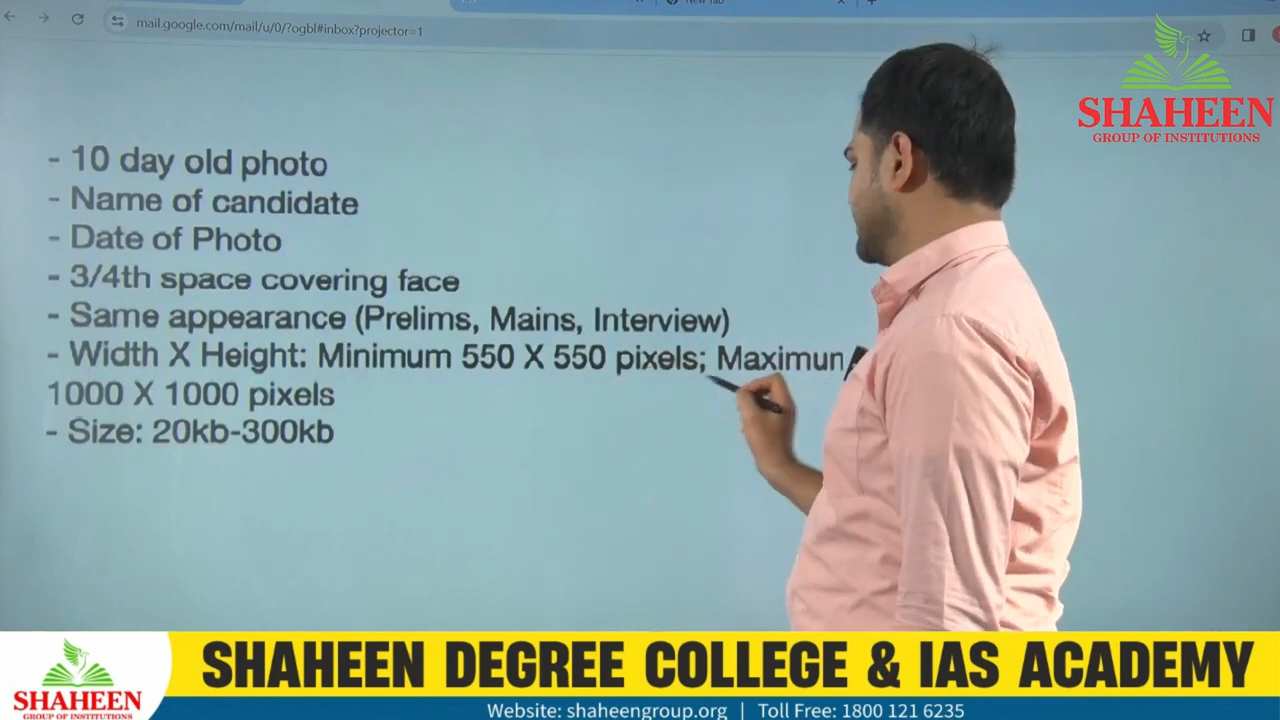 New Tab
mail.google.com/mail/u/0/?ogbl#inbox?projector=1
SHAHEEN
GROUP OF INSTITUTIONS
- 10 day old photo
- Name of candidate
- Date of Photo
- 3/4th space covering face
- Same appearance (Prelims, Mains, Interview)
- Width X Height: Minimum 550 X 550 pixels; Maximun
1000 X 1000 pixels
- Size: 20kb-300kb
SHAHEEN
GROUP OF INSTITUTIONS
SHAHEEN DEGREE COLLEGE & IAS ACADEMY
Website: shaheengroup.org | Toll Free: 1800 121 6235